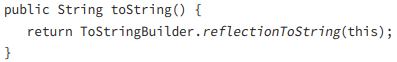 public String toString() {
   return ToStringBuilder.reflectionToString(this);
}